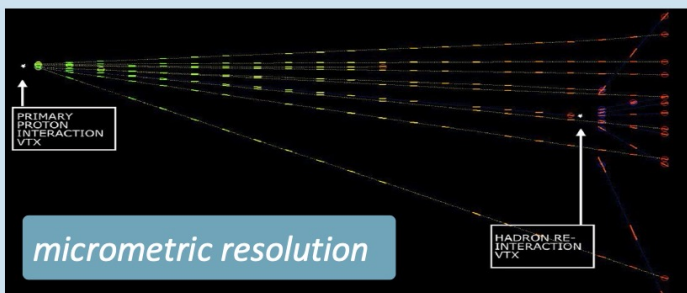 PRIMARY
PROTON
INTERACTION
VTX
HADRON RE-
INTERACTION
VTX
micrometric resolution